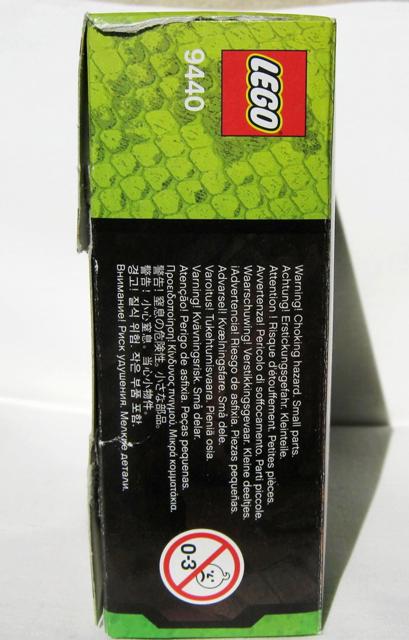 LEGO
9440
Warning! Choking hazard. Small parts.
Achtung! Erstickungsgefahr. Kleinteile.
Attention ! Risque d'étouffement. Petites pièces.
Avvertenza! Pericolo di soffocamento. Parti piccole.
Waarschuwing! Verstikkingsgevaar. Kleine deeltjes.
¡Advertencia! Riesgo de asfixia. Piezas pequeñas.
Advarsel! Kvælningsfare. Små dele.
Varoitus! Tukehtumisvaara. Pieniä osia.
Varning! Kvävningsrisk. Små delar.
Atenção! Perigo de asfixia. Peças pequenas.
Προειδοποίηση! Κίνδυνος πνιγμού. Μικρά κομματάκια.
警告! 窒息の危険性。小さな部品。
警告! 小心窒息。当心小物件。
경고! 질식 위험. 작은 부품 포함.
Внимание! Риск удушения. Мелкие детали.
0-3